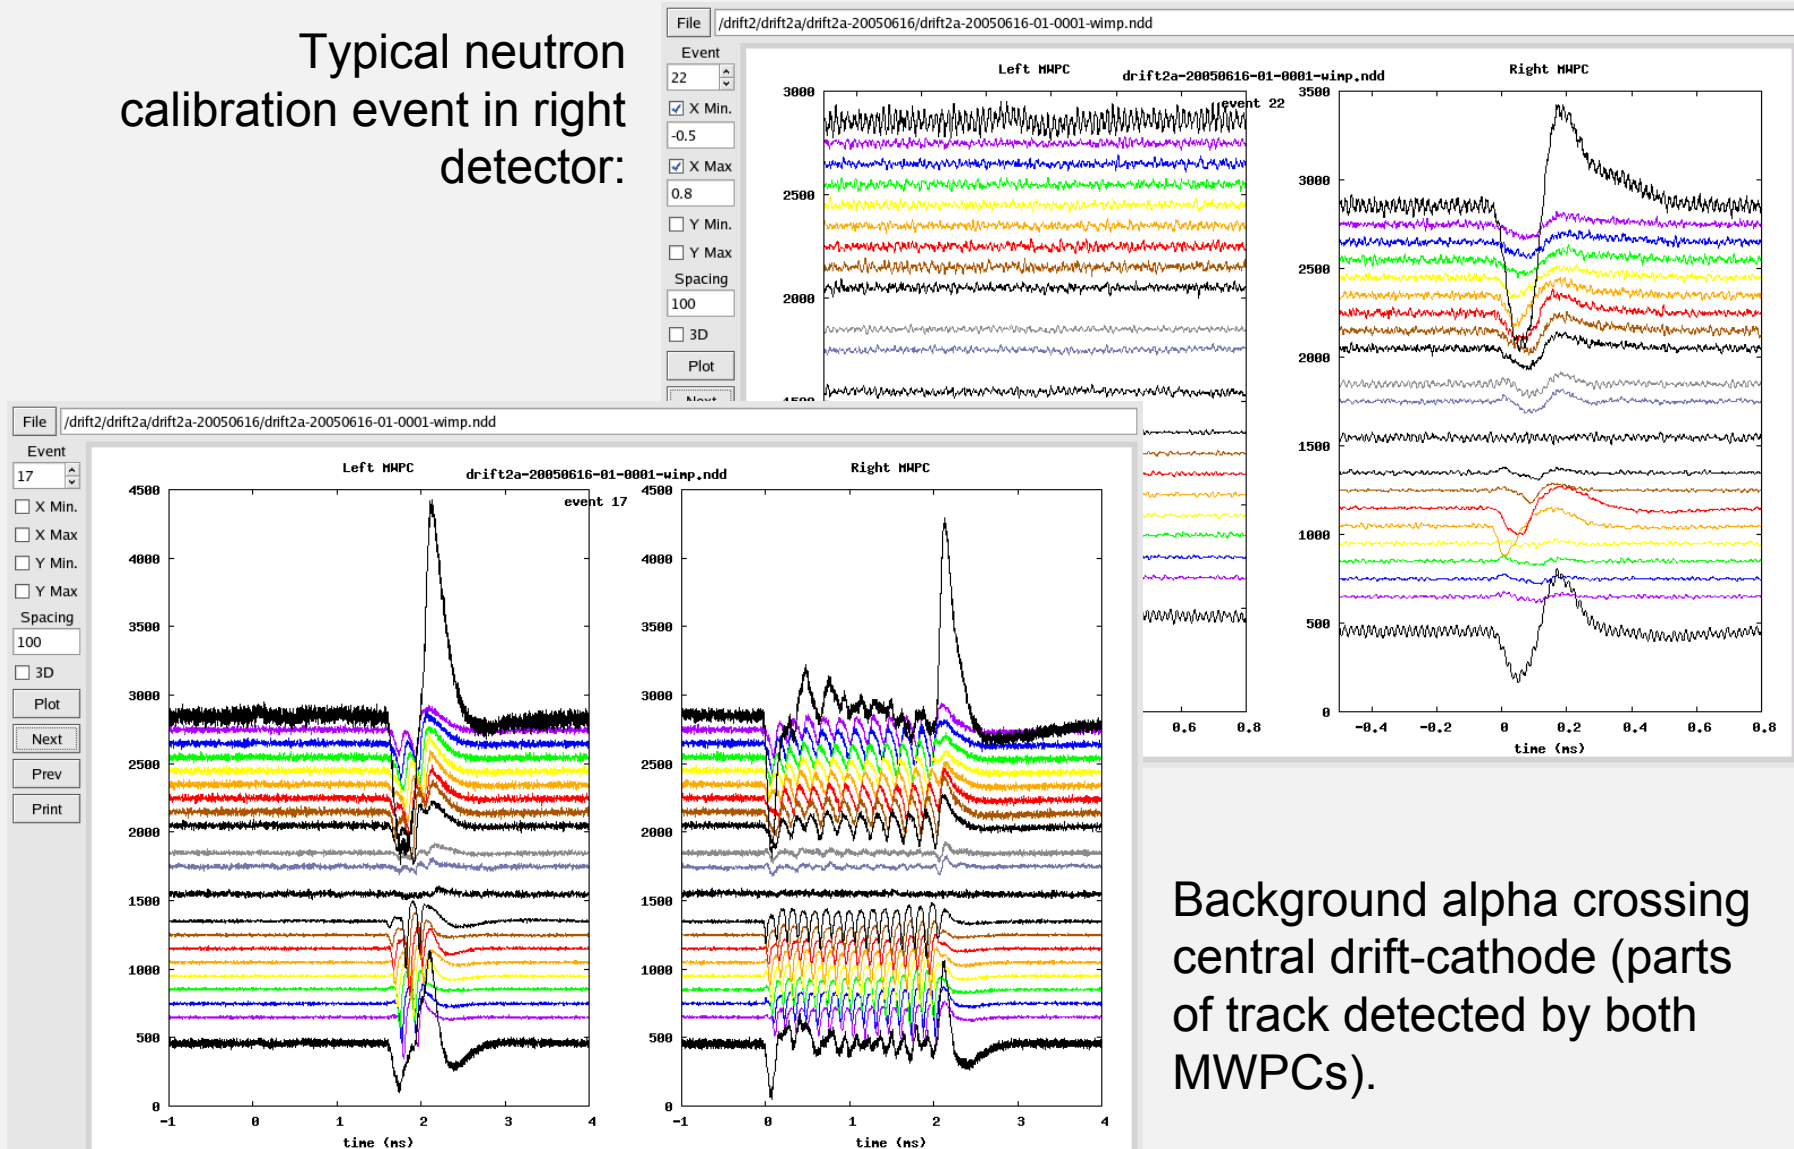 Typical neutron
calibration event in right
detector:
File /drift2/drift2a/drift2a-20050616/drift2a-20050616-01-0001-wimp.ndd
Event
22
X Min.
-0.5
X Max
0.8
Y Min.
Y Max
Spacing
100
3D
Plot
Next
Left MWPC drift2a-20050616-01-0001-wimp.ndd Right MWPC
event 22
3000
2500
2000
1500
0.6 0.8
3500
3000
2500
2000
1500
1000
500
0
-0.4 -0.2 0 0.2 0.4 0.6 0.8
time (ms)
File /drift2/drift2a/drift2a-20050616/drift2a-20050616-01-0001-wimp.ndd
Event
17
X Min.
X Max
Y Min.
Y Max
Spacing
100
3D
Plot
Next
Prev
Print
Left MWPC drift2a-20050616-01-0001-wimp.ndd Right MWPC
event 17
4500
4000
3500
3000
2500
2000
1500
1000
500
0
-1 0 1 2 3 4
time (ms)
4500
4000
3500
3000
2500
2000
1500
1000
500
0
-1 0 1 2 3 4
time (ms)
Background alpha crossing
central drift-cathode (parts
of track detected by both
MWPCs).